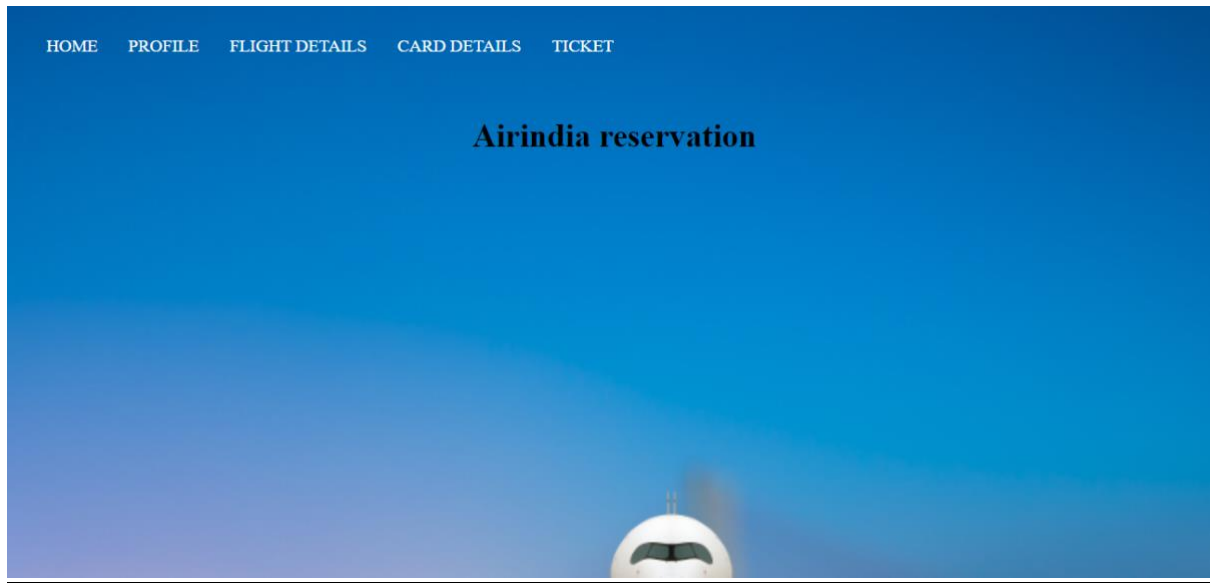 HOME PROFILE FLIGHT DETAILS CARD DETAILS TICKET
Airindia reservation